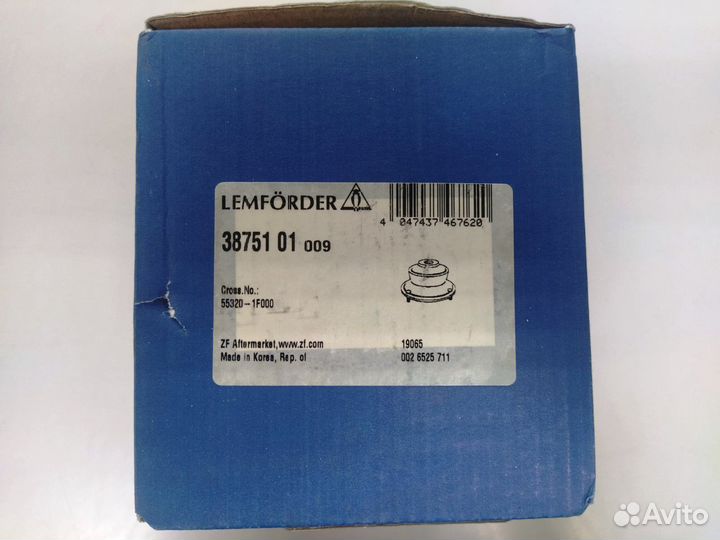 LEMFÖRDER
4 047437 467620
38751 01 009
Cross.No.:
55320-1F000
ZF Aftermarket,www.zf.com
19065
Made in Korea, Rep. of
002 6525 711
Avito